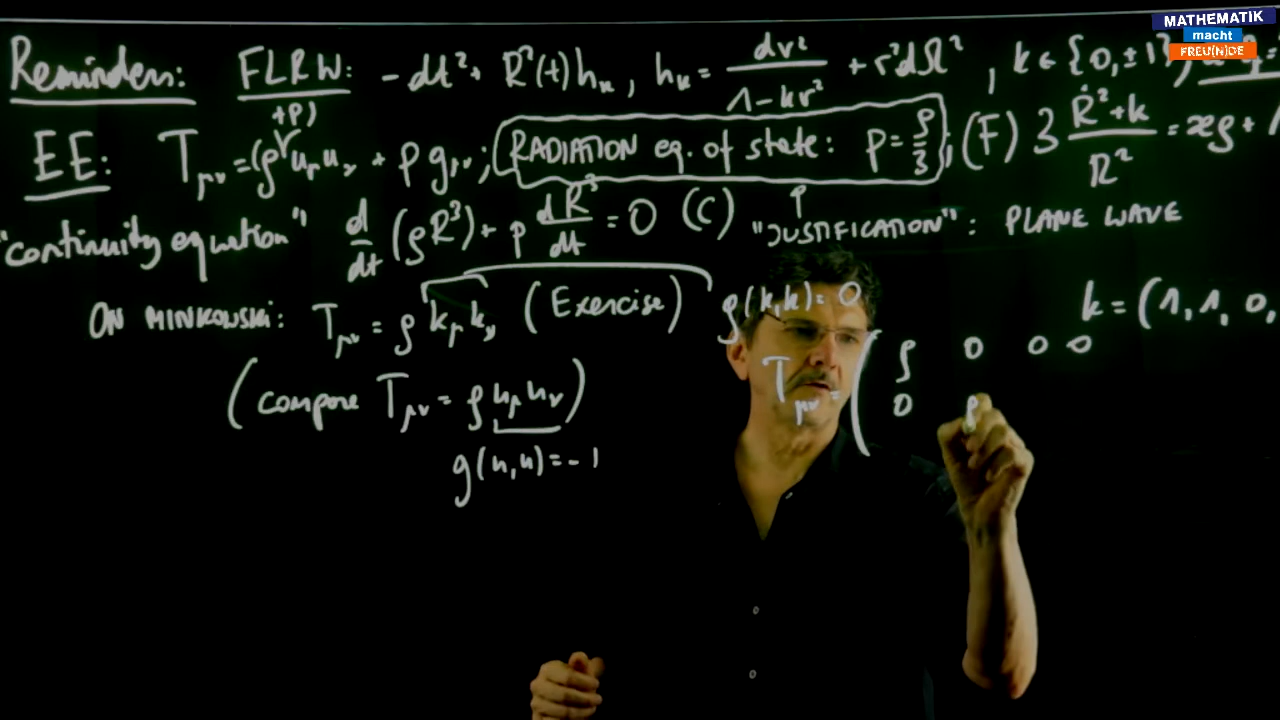 MATHEMATIK
macht
FREU(N)DE
Reminders: FLRW: - dt² + R²(t) h_k , h_k = dr² / 1 - kr² + r² dΩ² , k ∈ {0, ±1},
EE: T_μν = (ρ +p) u_μ u_ν + p g_μν ; RADIATION eq. of state: p = ρ/3 ; (F) 3 Ṙ² + k / R² = ϰρ + Λ
"continuity equation" d/dt (ρR³) + p dR³/dt = 0 (C) "JUSTIFICATION": PLANE WAVE
ON MINKOWSKI: T_μν = ρ k_μ k_ν (Exercise) g(k,k) = 0 k = (1, 1, 0,
(compare T_μν = ρ u_μ u_ν) T_μν = ( ρ 0 0 0
0 ρ
g(u,u) = -1